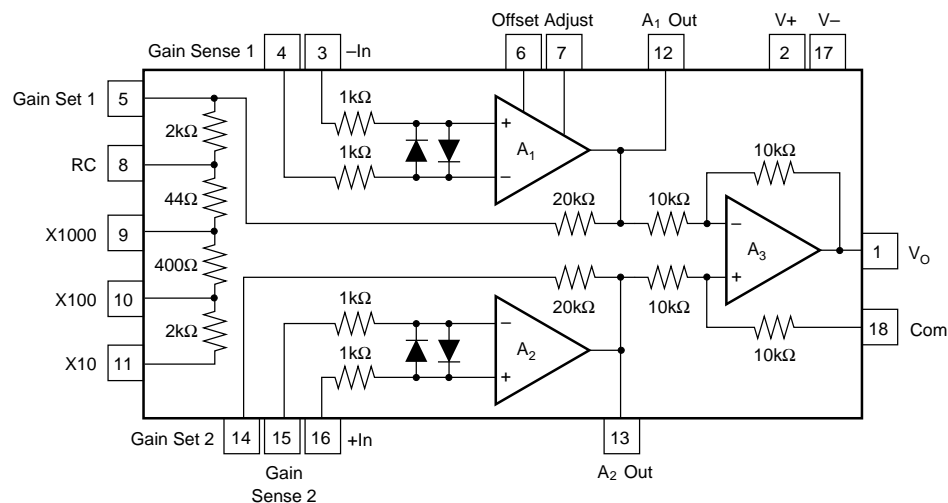 Offset Adjust
A1 Out
V+
V–
Gain Sense 1
4
3
–In
6
7
12
2
17
Gain Set 1
5
1kΩ
2kΩ
+
A1
RC
8
1kΩ
–
10kΩ
44Ω
20kΩ
10kΩ
X1000
9
–
A3
1
VO
400Ω
+
X100
10
1kΩ
20kΩ
10kΩ
2kΩ
–
18
Com
1kΩ
A2
10kΩ
X10
11
+
Gain Set 2
14
15
16
+In
13
Gain
Sense 2
A2 Out